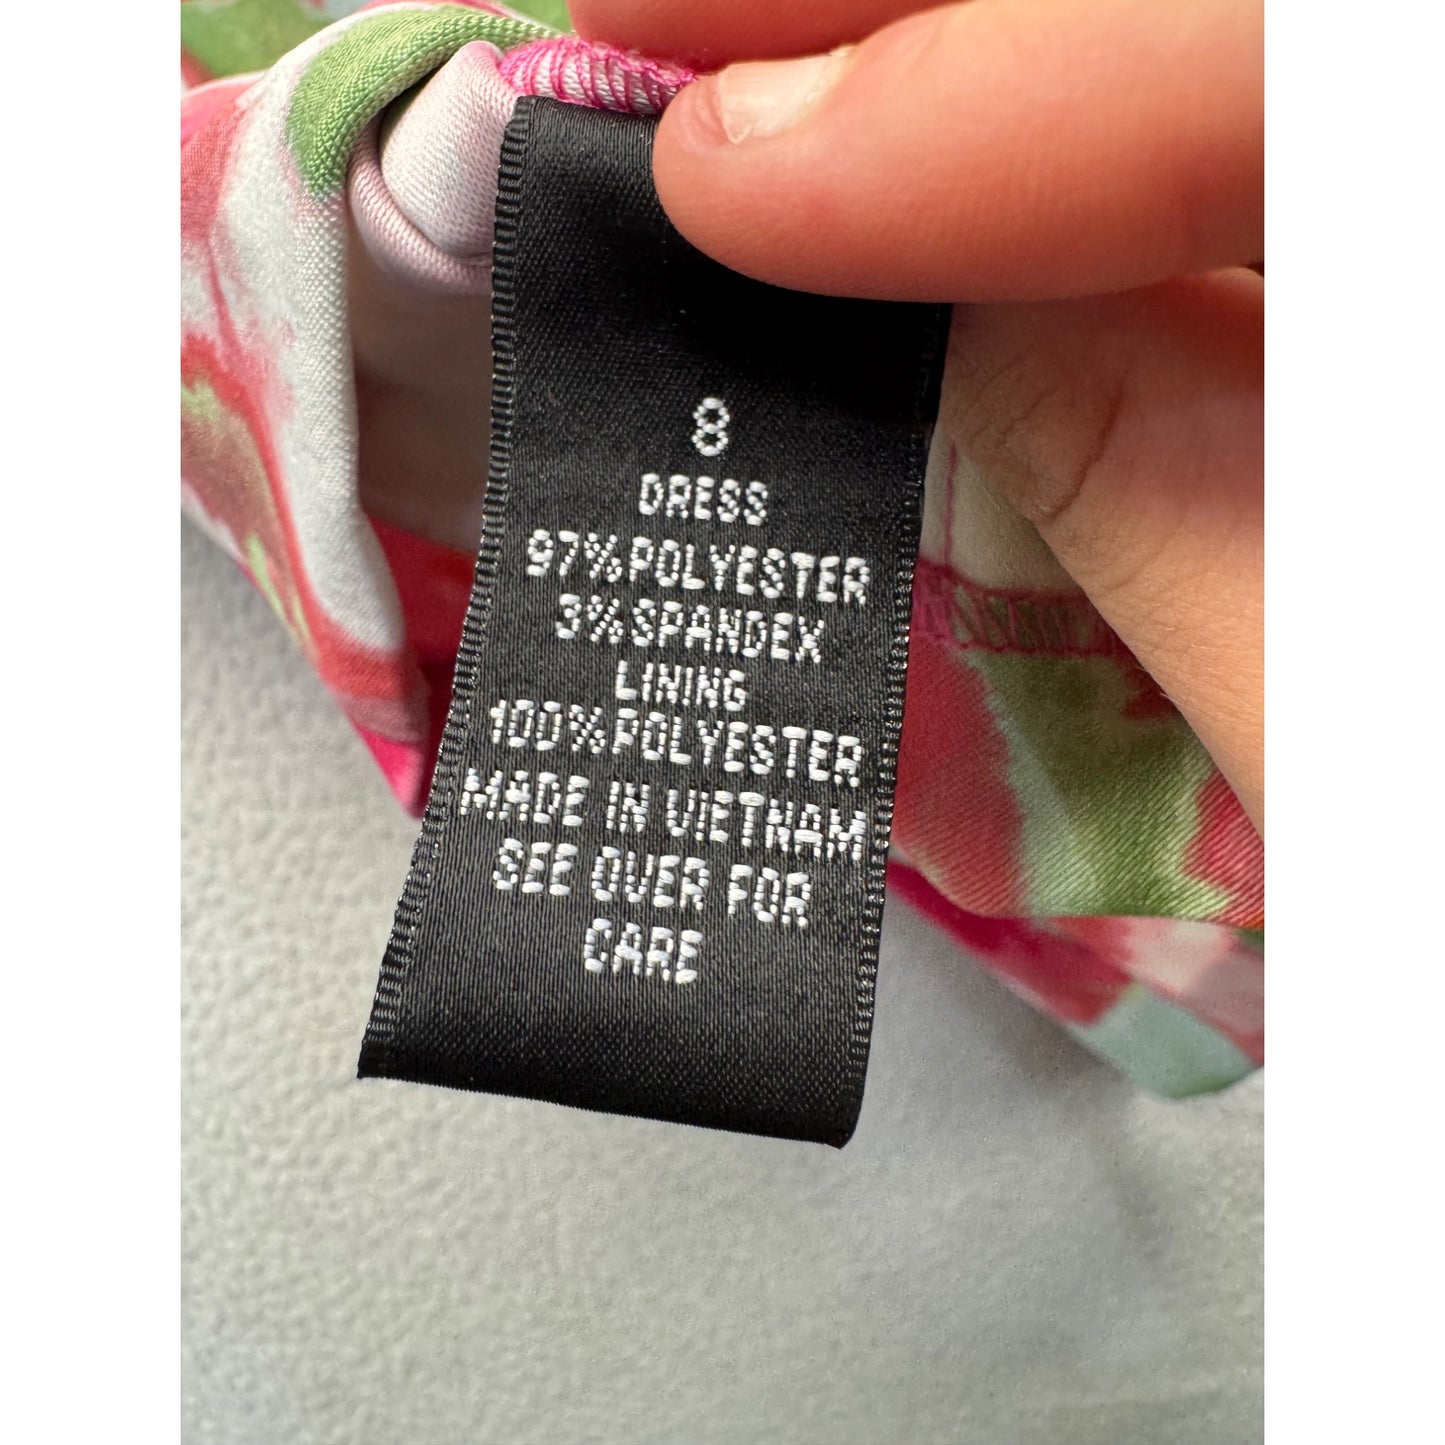 8
DRESS
97%POLYESTER
3%SPANDEX
LINING
100%POLYESTER
MADE IN VIETNAM
SEE OVER FOR
CARE